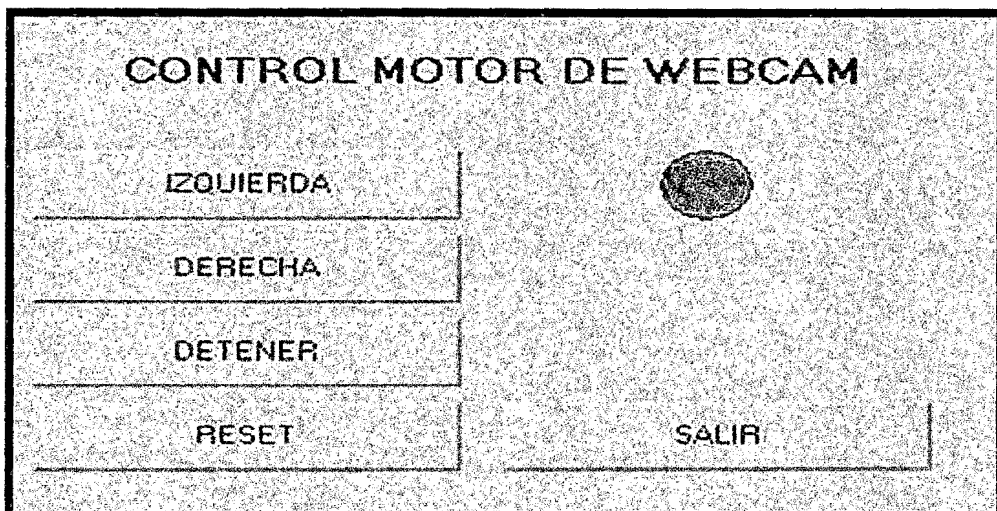 CONTROL MOTOR DE WEBCAM
IZQUIERDA
DERECHA
DETENER
RESET
SALIR